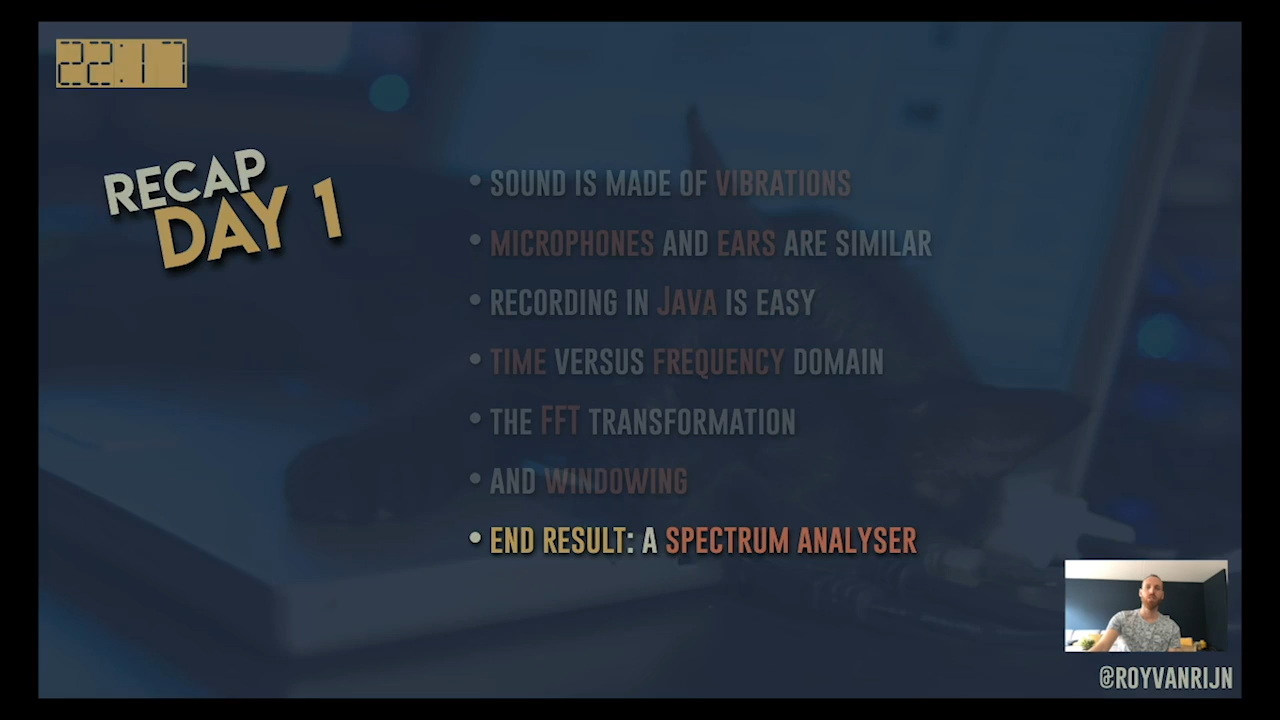 22:17
RECAP
DAY 1
• SOUND IS MADE OF VIBRATIONS
• MICROPHONES AND EARS ARE SIMILAR
• RECORDING IN JAVA IS EASY
• TIME VERSUS FREQUENCY DOMAIN
• THE FFT TRANSFORMATION
• AND WINDOWING
• END RESULT: A SPECTRUM ANALYSER
@ROYVANRIJN